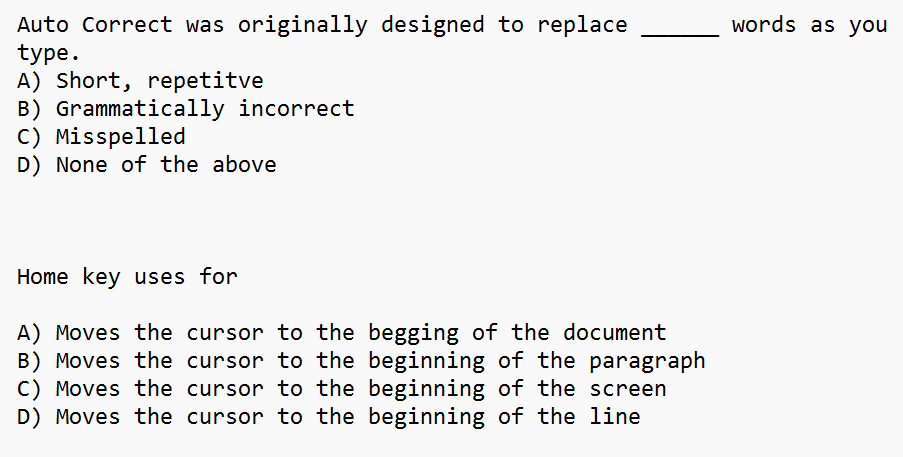 Auto Correct was originally designed to replace ______ words as you
type.
A) Short, repetitve
B) Grammatically incorrect
C) Misspelled
D) None of the above
Home key uses for
A) Moves the cursor to the begging of the document
B) Moves the cursor to the beginning of the paragraph
C) Moves the cursor to the beginning of the screen
D) Moves the cursor to the beginning of the line